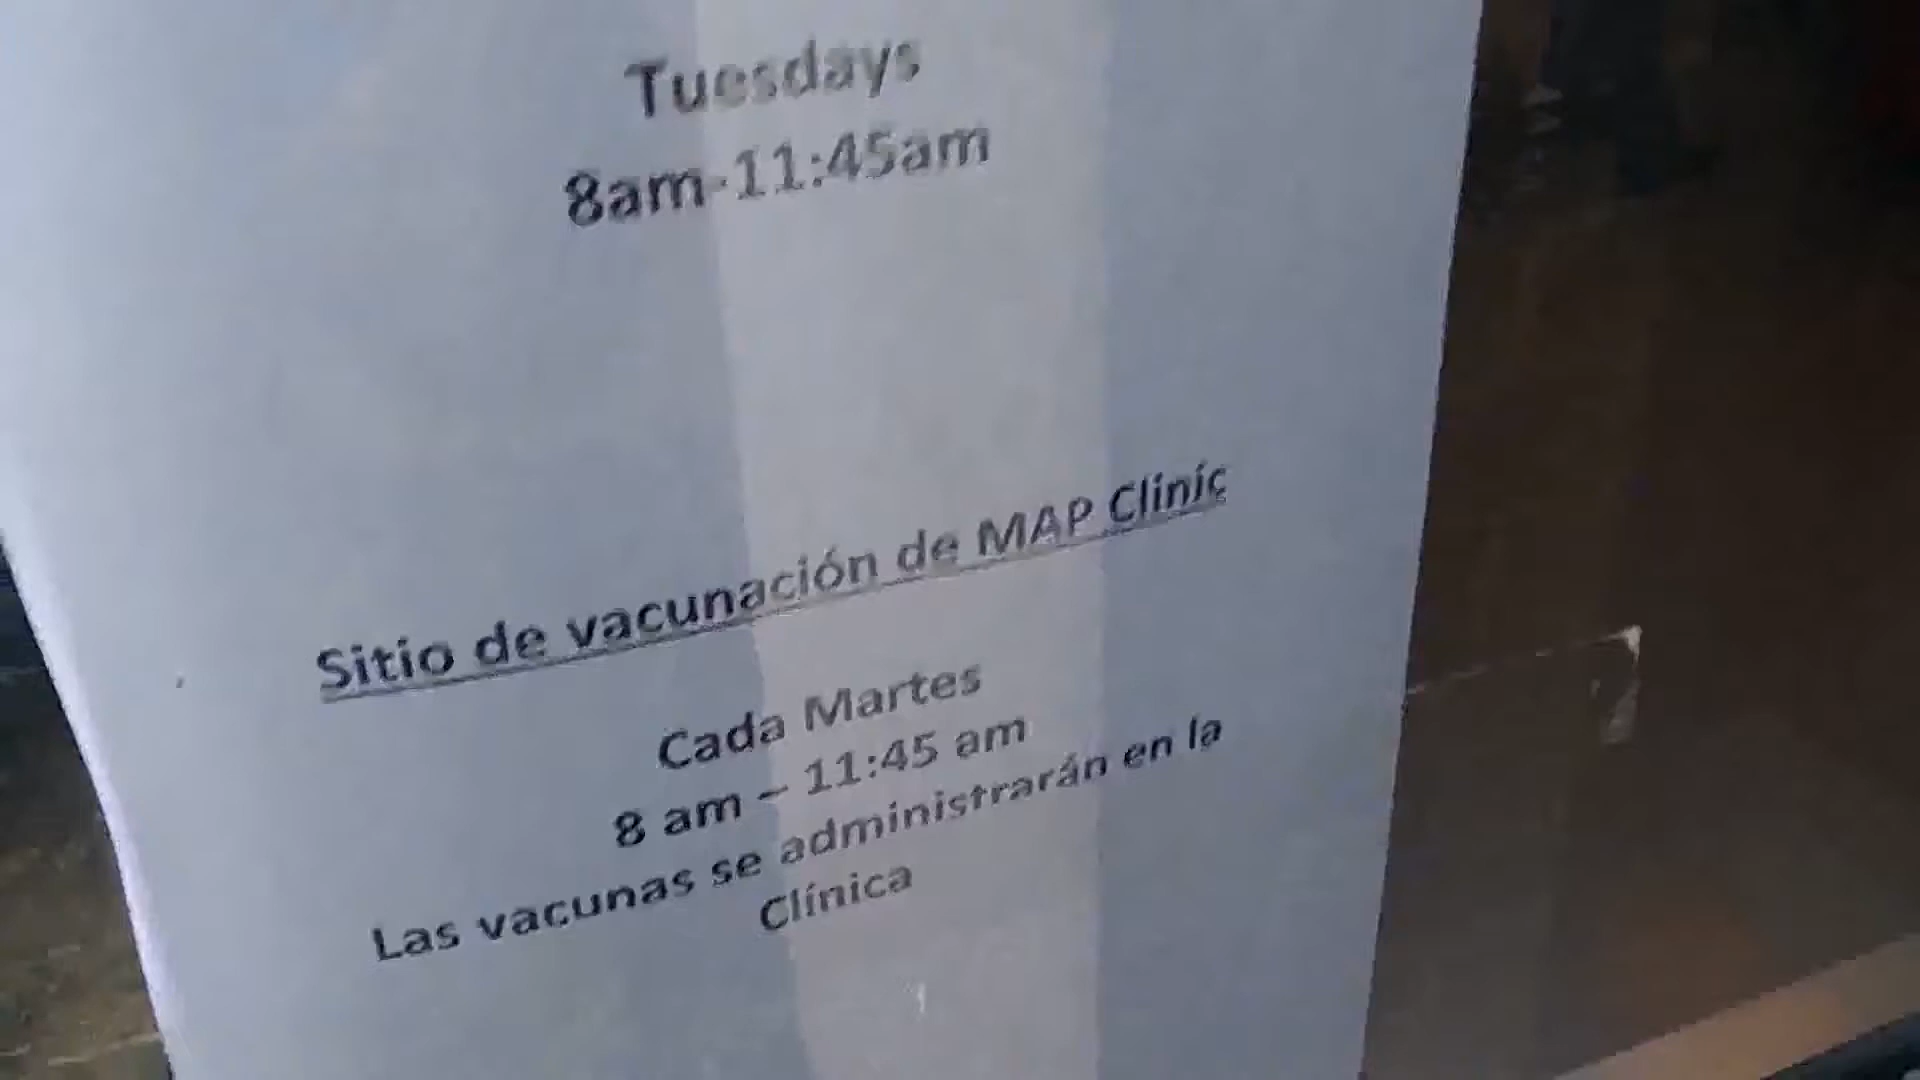 Tuesdays
8am-11:45am
Sitio de vacunación de MAP Clinic
Cada Martes
8 am – 11:45 am
Las vacunas se administrarán en la
Clínica